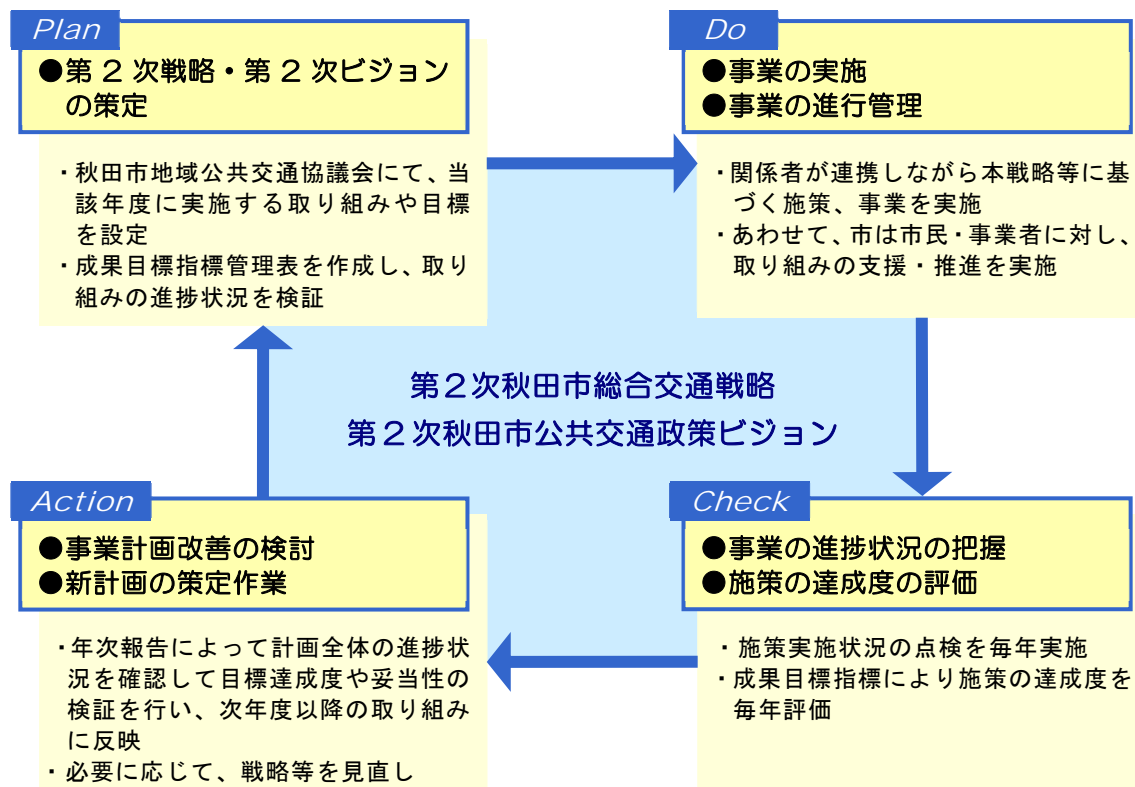 Plan
●第２次戦略・第２次ビジョン
の策定
・秋田市地域公共交通協議会にて、当
該年度に実施する取り組みや目標
を設定
・成果目標指標管理表を作成し、取り
組みの進捗状況を検証
Do
●事業の実施
●事業の進行管理
・関係者が連携しながら本戦略等に基
づく施策、事業を実施
・あわせて、市は市民・事業者に対し、
取り組みの支援・推進を実施
第２次秋田市総合交通戦略
第２次秋田市公共交通政策ビジョン
Action
●事業計画改善の検討
●新計画の策定作業
・年次報告によって計画全体の進捗状
況を確認して目標達成度や妥当性の
検証を行い、次年度以降の取り組み
に反映
・必要に応じて、戦略等を見直し
Check
●事業の進捗状況の把握
●施策の達成度の評価
・施策実施状況の点検を毎年実施
・成果目標指標により施策の達成度を
毎年評価